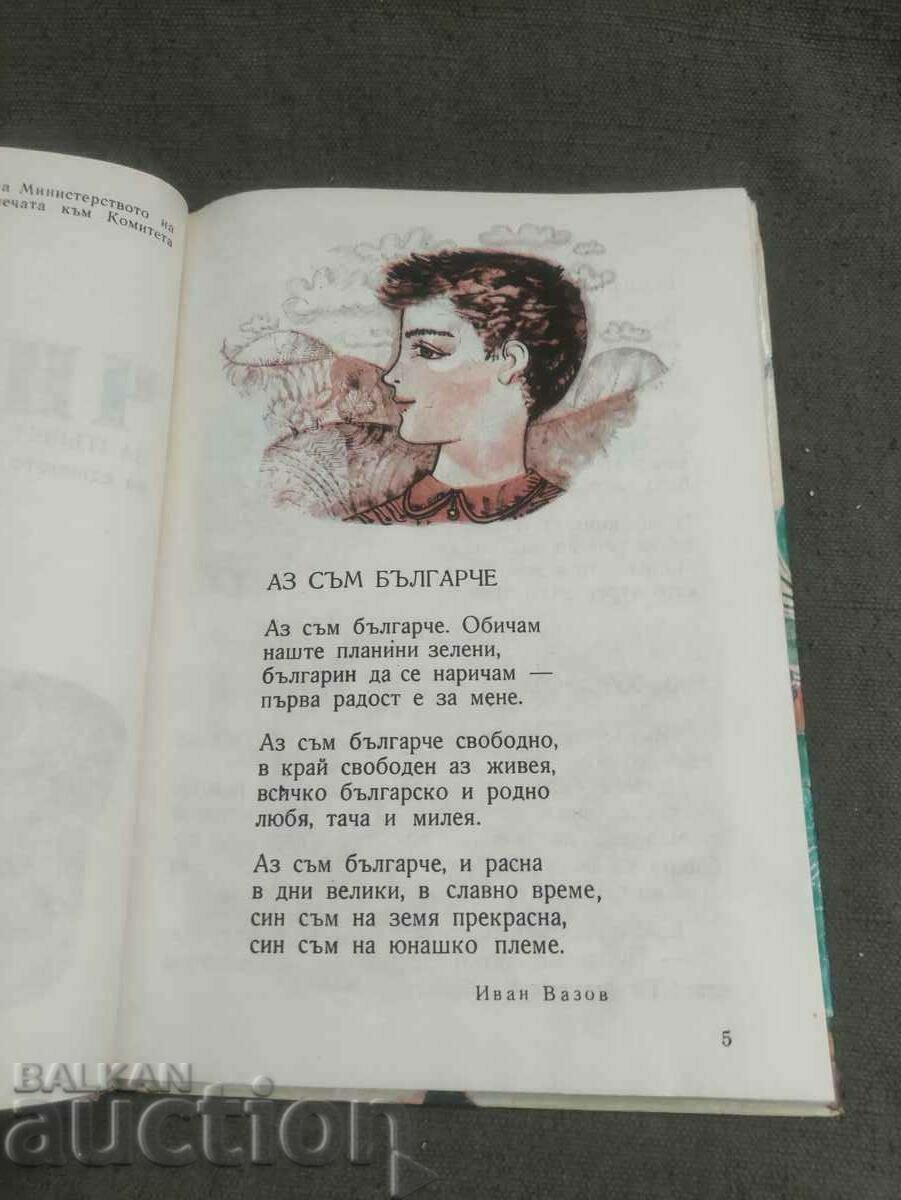 а Министерството на
печата към Комитета
АЗ СЪМ БЪЛГАРЧЕ
Аз съм българче. Обичам
наште планини зелени,
българин да се наричам —
първа радост е за мене.
Аз съм българче свободно,
в край свободен аз живея,
всичко българско и родно
любя, тача и милея.
Аз съм българче, и расна
в дни велики, в славно време,
син съм на земя прекрасна,
син съм на юнашко племе.
Иван Вазов
5
BALKAN
auction